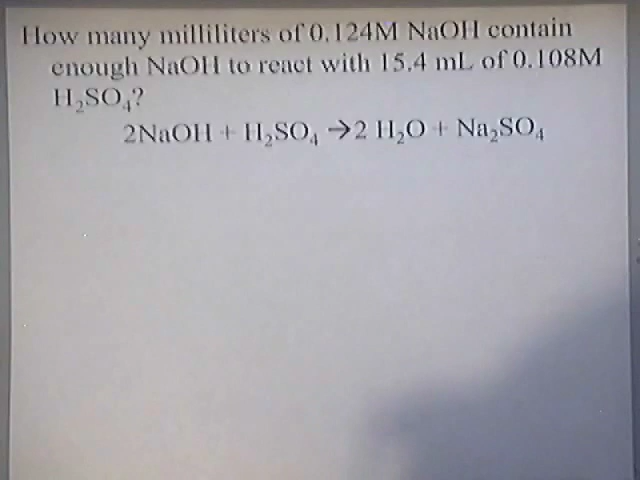 How many milliliters of 0.124M NaOH contain
enough NaOH to react with 15.4 mL of 0.108M
H₂SO₄?
2NaOH + H₂SO₄ →2 H₂O + Na₂SO₄